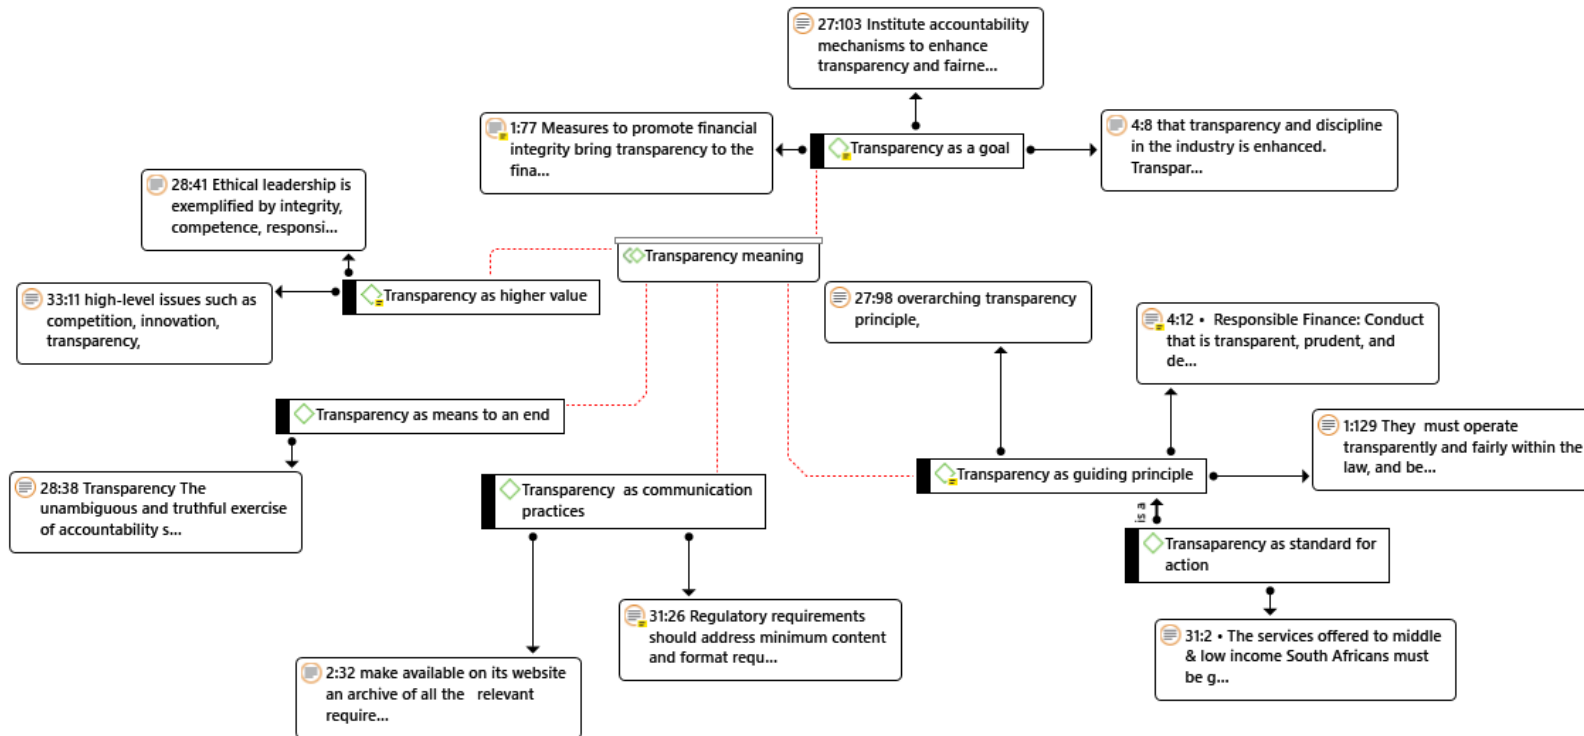 27:103 Institute accountability
mechanisms to enhance
transparency and fairne...
1:77 Measures to promote financial
integrity bring transparency to the
fina...
Transparency as a goal
4:8 that transparency and discipline
in the industry is enhanced.
Transpar...
28:41 Ethical leadership is
exemplified by integrity,
competence, responsi...
Transparency meaning
33:11 high-level issues such as
competition, innovation,
transparency,
Transparency as higher value
27:98 overarching transparency
principle,
4:12 • Responsible Finance: Conduct
that is transparent, prudent, and
de...
Transparency as means to an end
1:129 They must operate
transparently and fairly within the
law, and be...
28:38 Transparency The
unambiguous and truthful exercise
of accountability s...
Transparency as communication
practices
Transparency as guiding principle
is a
Transaparency as standard for
action
31:26 Regulatory requirements
should address minimum content
and format requ...
31:2 • The services offered to middle
& low income South Africans must
be g...
2:32 make available on its website
an archive of all the relevant
require...